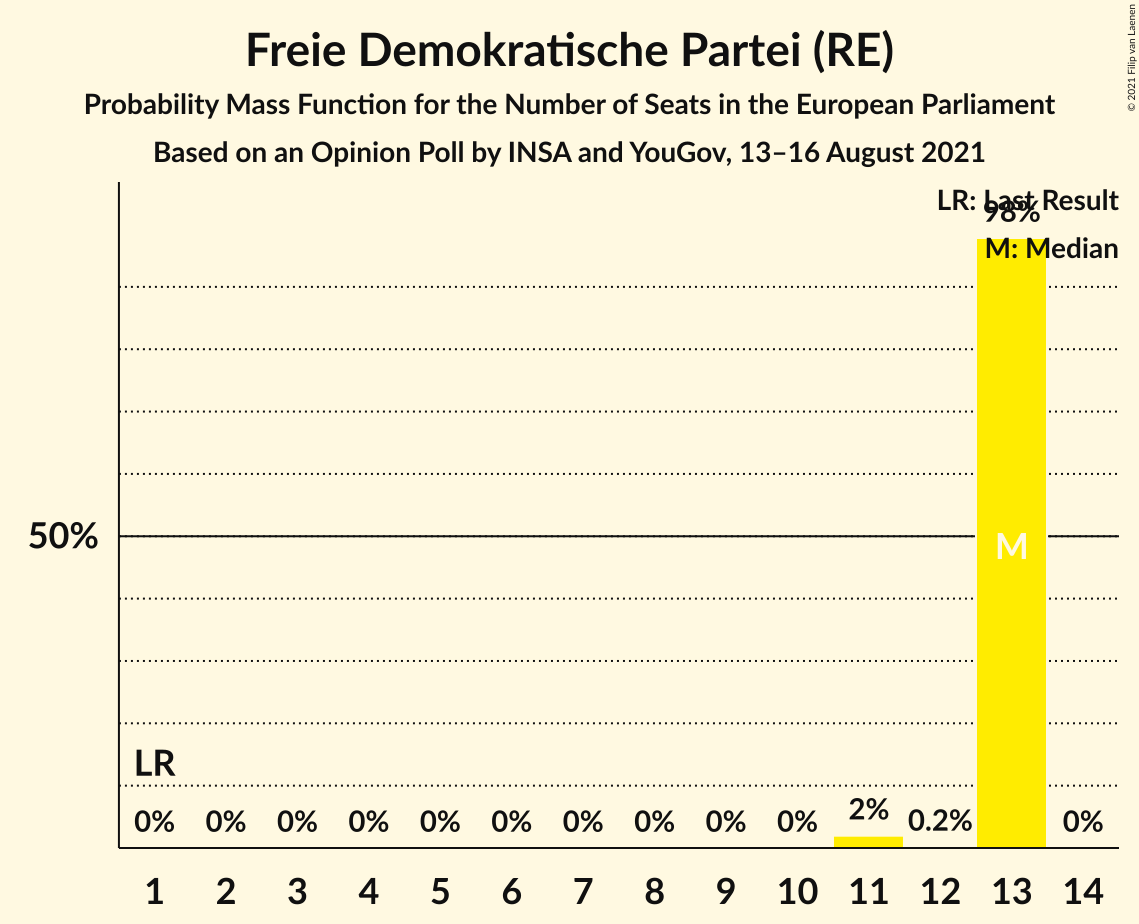 Freie Demokratische Partei (RE)
Probability Mass Function for the Number of Seats in the European Parliament
Based on an Opinion Poll by INSA and YouGov, 13–16 August 2021
© 2021 Filip van Laenen
LR: Last Result
98%
M: Median
50%
M
LR
0% 0% 0% 0% 0% 0% 0% 0% 0% 0% 2% 0.2% 0%
1 2 3 4 5 6 7 8 9 10 11 12 13 14